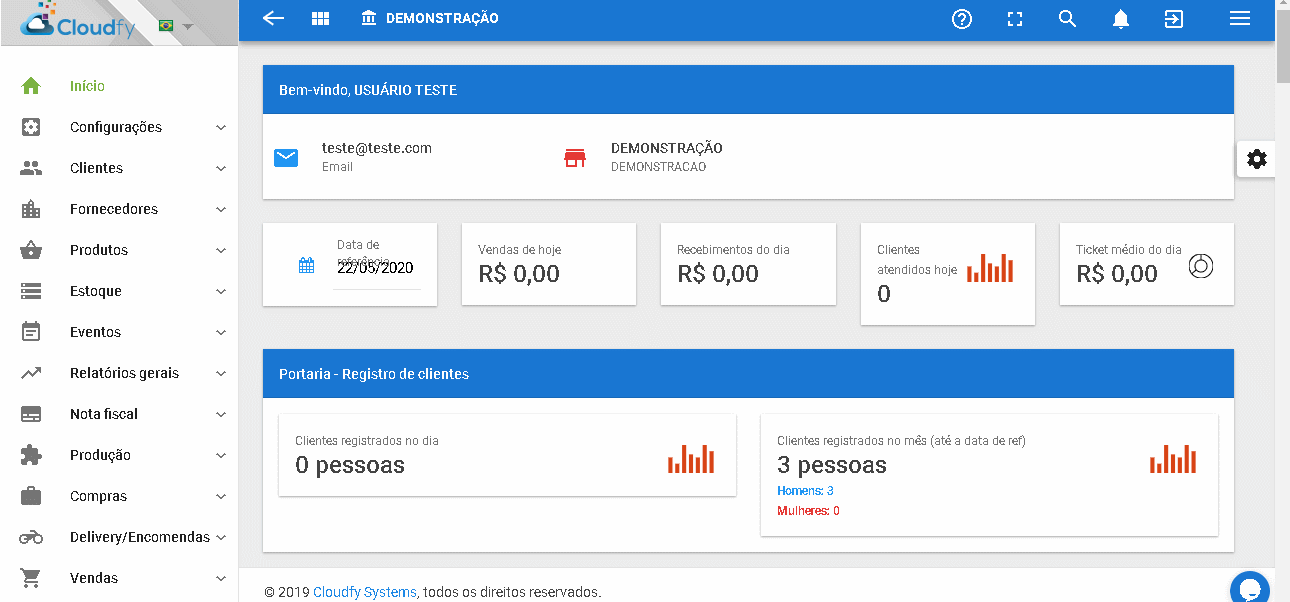 Cloudfy
DEMONSTRAÇÃO
Início
Configurações
Clientes
Fornecedores
Produtos
Estoque
Eventos
Relatórios gerais
Nota fiscal
Produção
Compras
Delivery/Encomendas
Vendas
Bem-vindo, USUÁRIO TESTE
teste@teste.com
Email
DEMONSTRAÇÃO
DEMONSTRACAO
Data de
referência
22/05/2020
Vendas de hoje
R$ 0,00
Recebimentos do dia
R$ 0,00
Clientes
atendidos hoje
0
Ticket médio do dia
R$ 0,00
Portaria - Registro de clientes
Clientes registrados no dia
0 pessoas
Clientes registrados no mês (até a data de ref)
3 pessoas
Homens: 3
Mulheres: 0
© 2019 Cloudfy Systems, todos os direitos reservados.